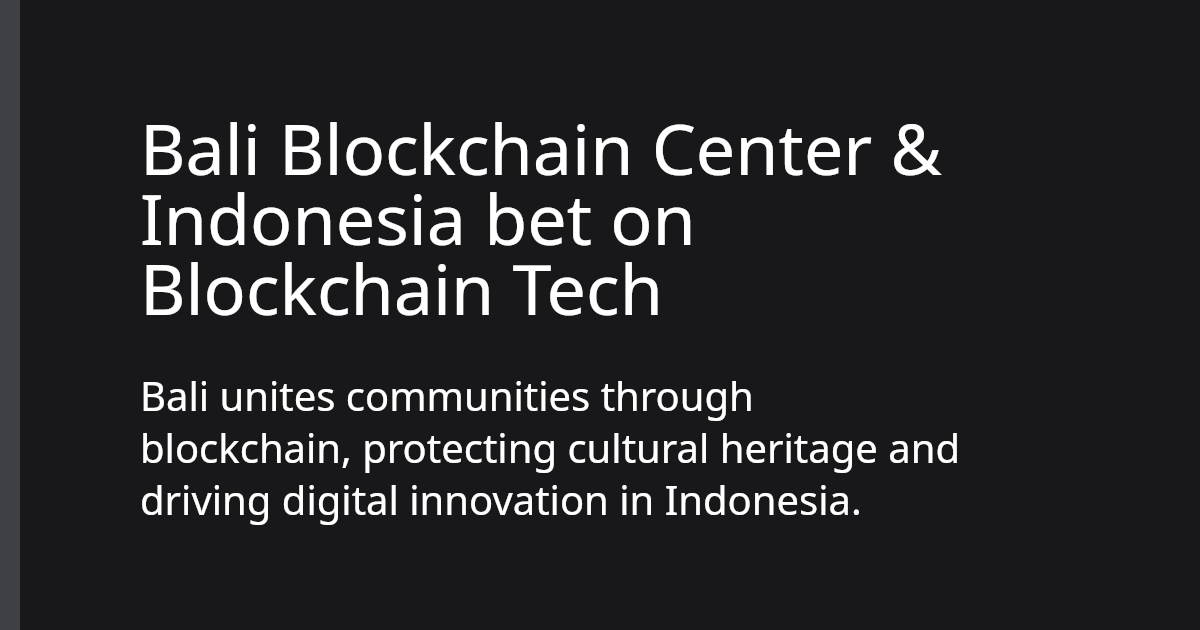 Bali Blockchain Center &
Indonesia bet on
Blockchain Tech
Bali unites communities through
blockchain, protecting cultural heritage and
driving digital innovation in Indonesia.